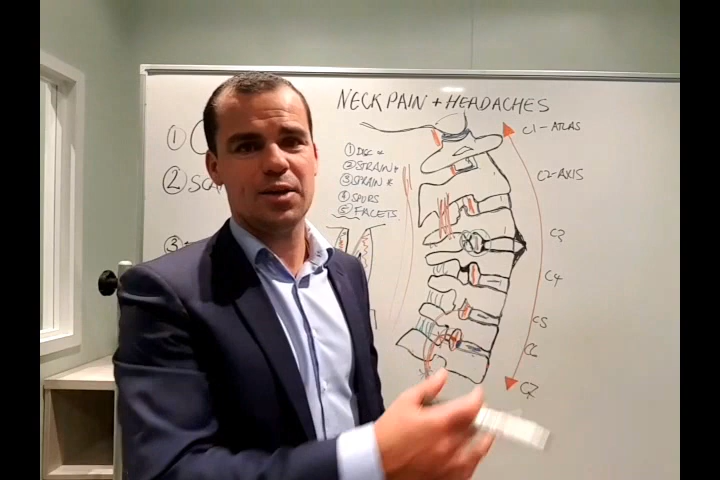 NECK PAIN + HEADACHES
① C
②
③
① DISC
② STRAIN
③ STRAIN
④ SPURS
⑤ FACETS
C1 - ATLAS
C2 - AXIS
C3
C4
C5
C6
C7